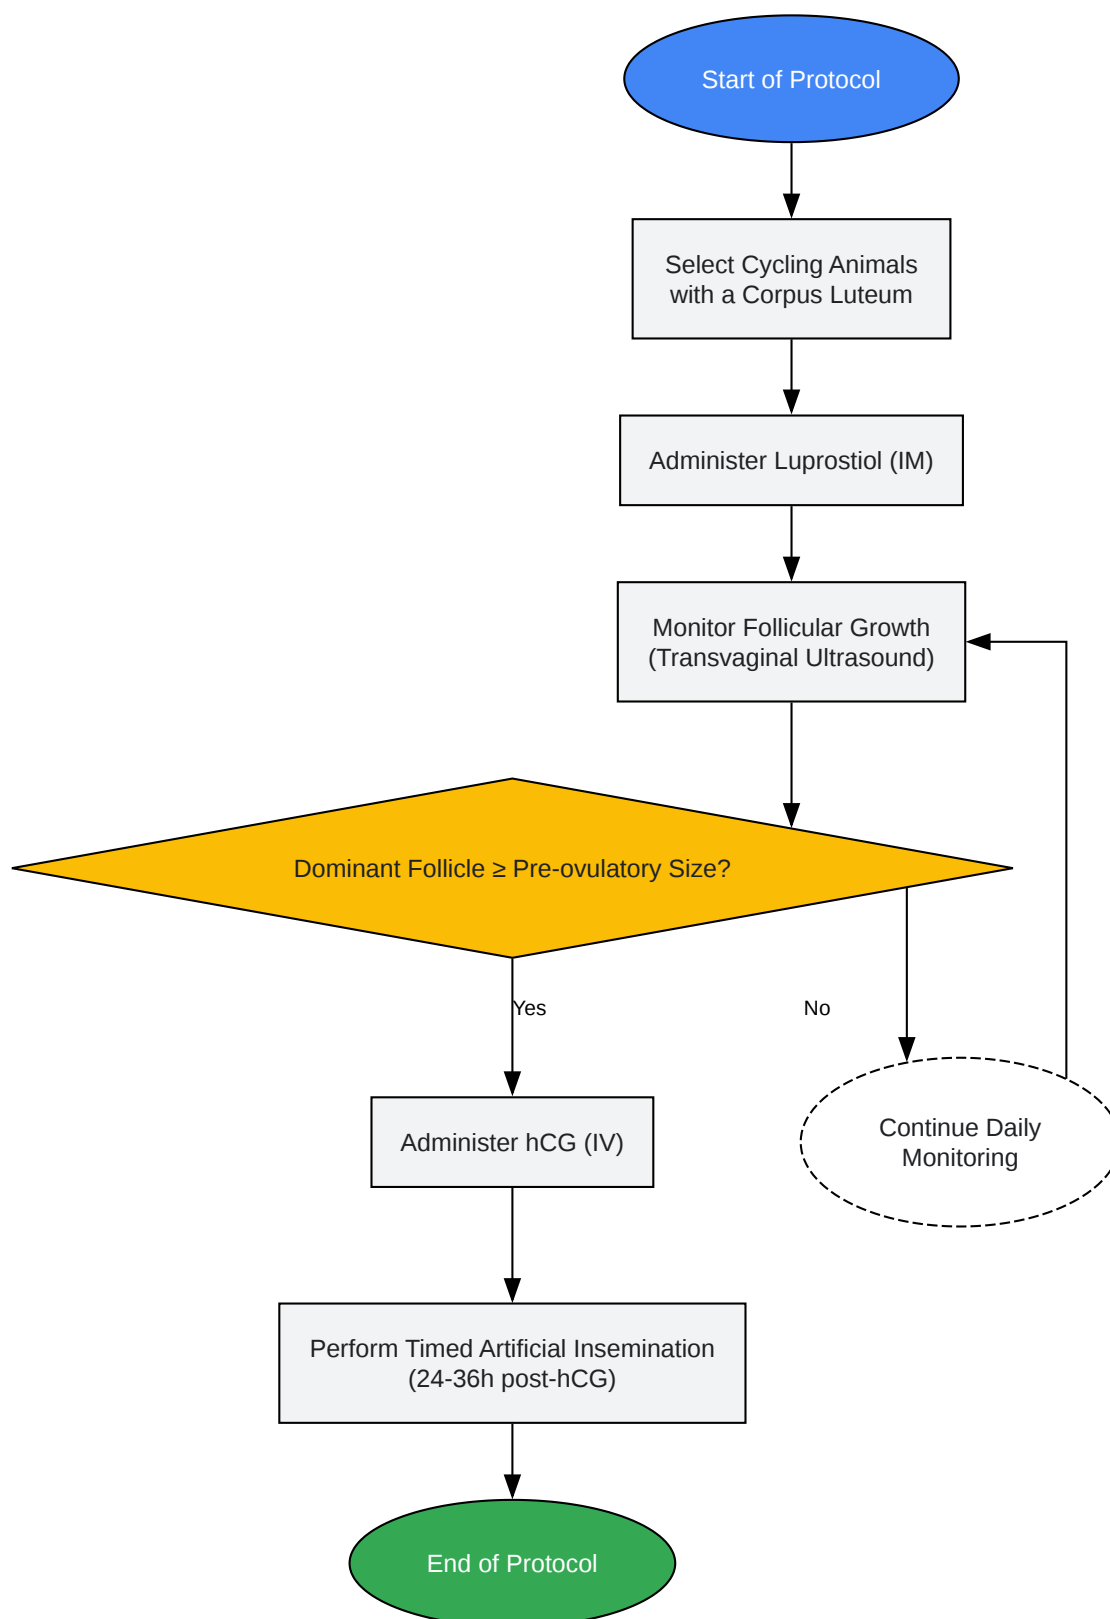 Start of Protocol
Select Cycling Animals
with a Corpus Luteum
Administer Luprostiol (IM)
Monitor Follicular Growth
(Transvaginal Ultrasound)
Dominant Follicle ≥ Pre-ovulatory Size?
Yes
No
Administer hCG (IV)
Continue Daily
Monitoring
Perform Timed Artificial Insemination
(24-36h post-hCG)
End of Protocol